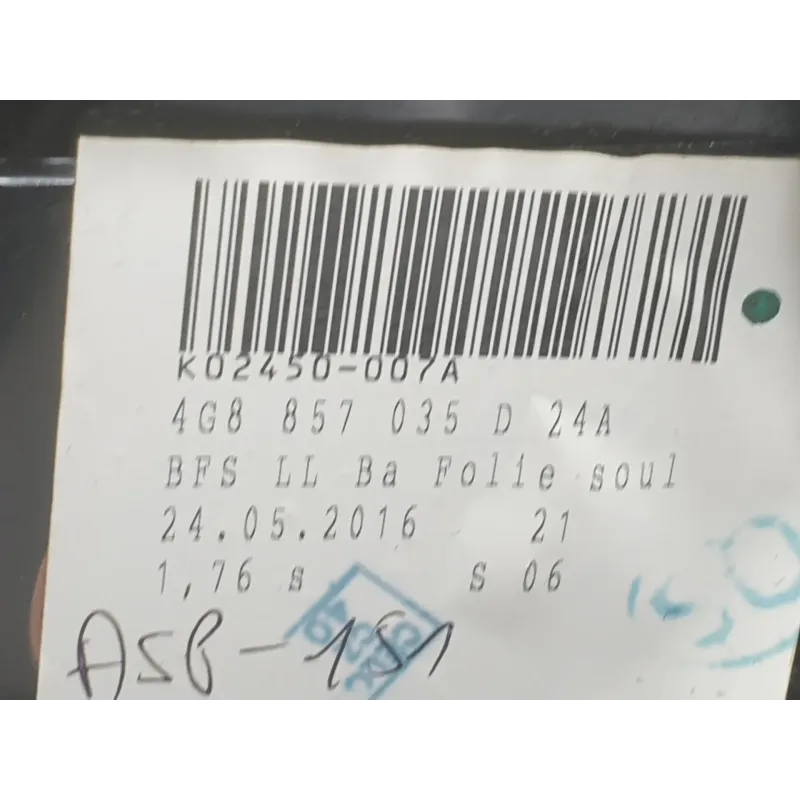 K02450-007A
4G8 857 035 D 24A
BFS LL Ba Folie soul
24.05.2016 21
1,76 s S 06
ASB-151